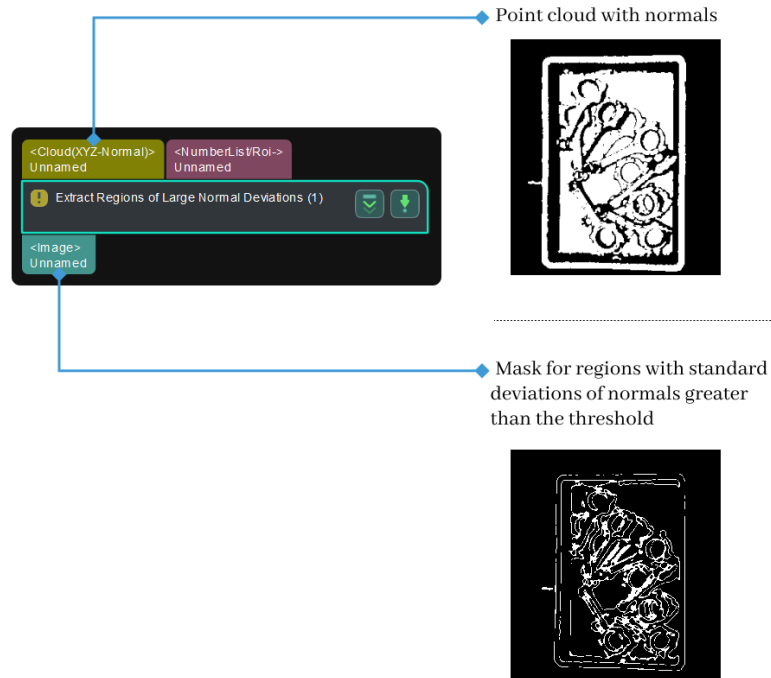 Point cloud with normals
<Cloud(XYZ-Normal)> <NumberList/Roi->
Unnamed Unnamed
Extract Regions of Large Normal Deviations (1)
<Image>
Unnamed
Mask for regions with standard
deviations of normals greater
than the threshold